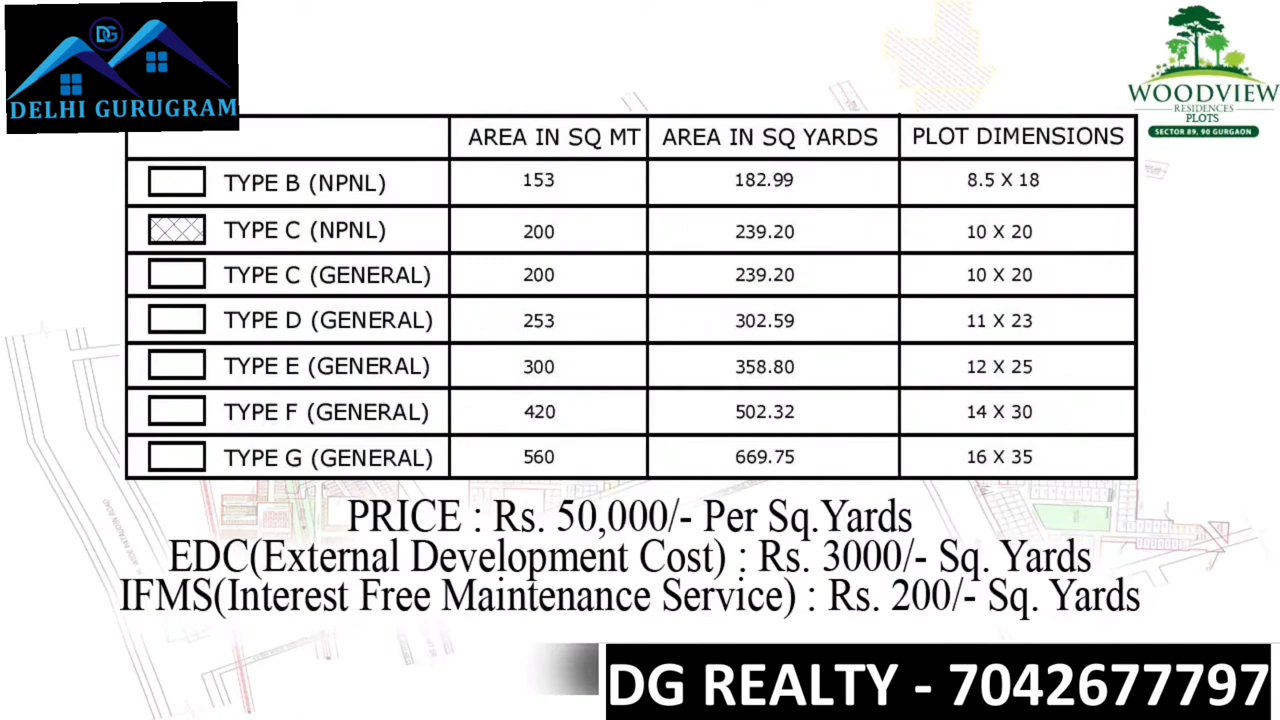 DG
DELHI GURUGRAM
WOODVIEW
RESIDENCES
PLOTS
SECTOR 89, 90 GURGAON
AREA IN SQ MT AREA IN SQ YARDS PLOT DIMENSIONS
TYPE B (NPNL) 153 182.99 8.5 X 18
TYPE C (NPNL) 200 239.20 10 X 20
TYPE C (GENERAL) 200 239.20 10 X 20
TYPE D (GENERAL) 253 302.59 11 X 23
TYPE E (GENERAL) 300 358.80 12 X 25
TYPE F (GENERAL) 420 502.32 14 X 30
TYPE G (GENERAL) 560 669.75 16 X 35
PRICE : Rs. 50,000/- Per Sq.Yards
EDC(External Development Cost) : Rs. 3000/- Sq. Yards
IFMS(Interest Free Maintenance Service) : Rs. 200/- Sq. Yards
DG REALTY - 7042677797